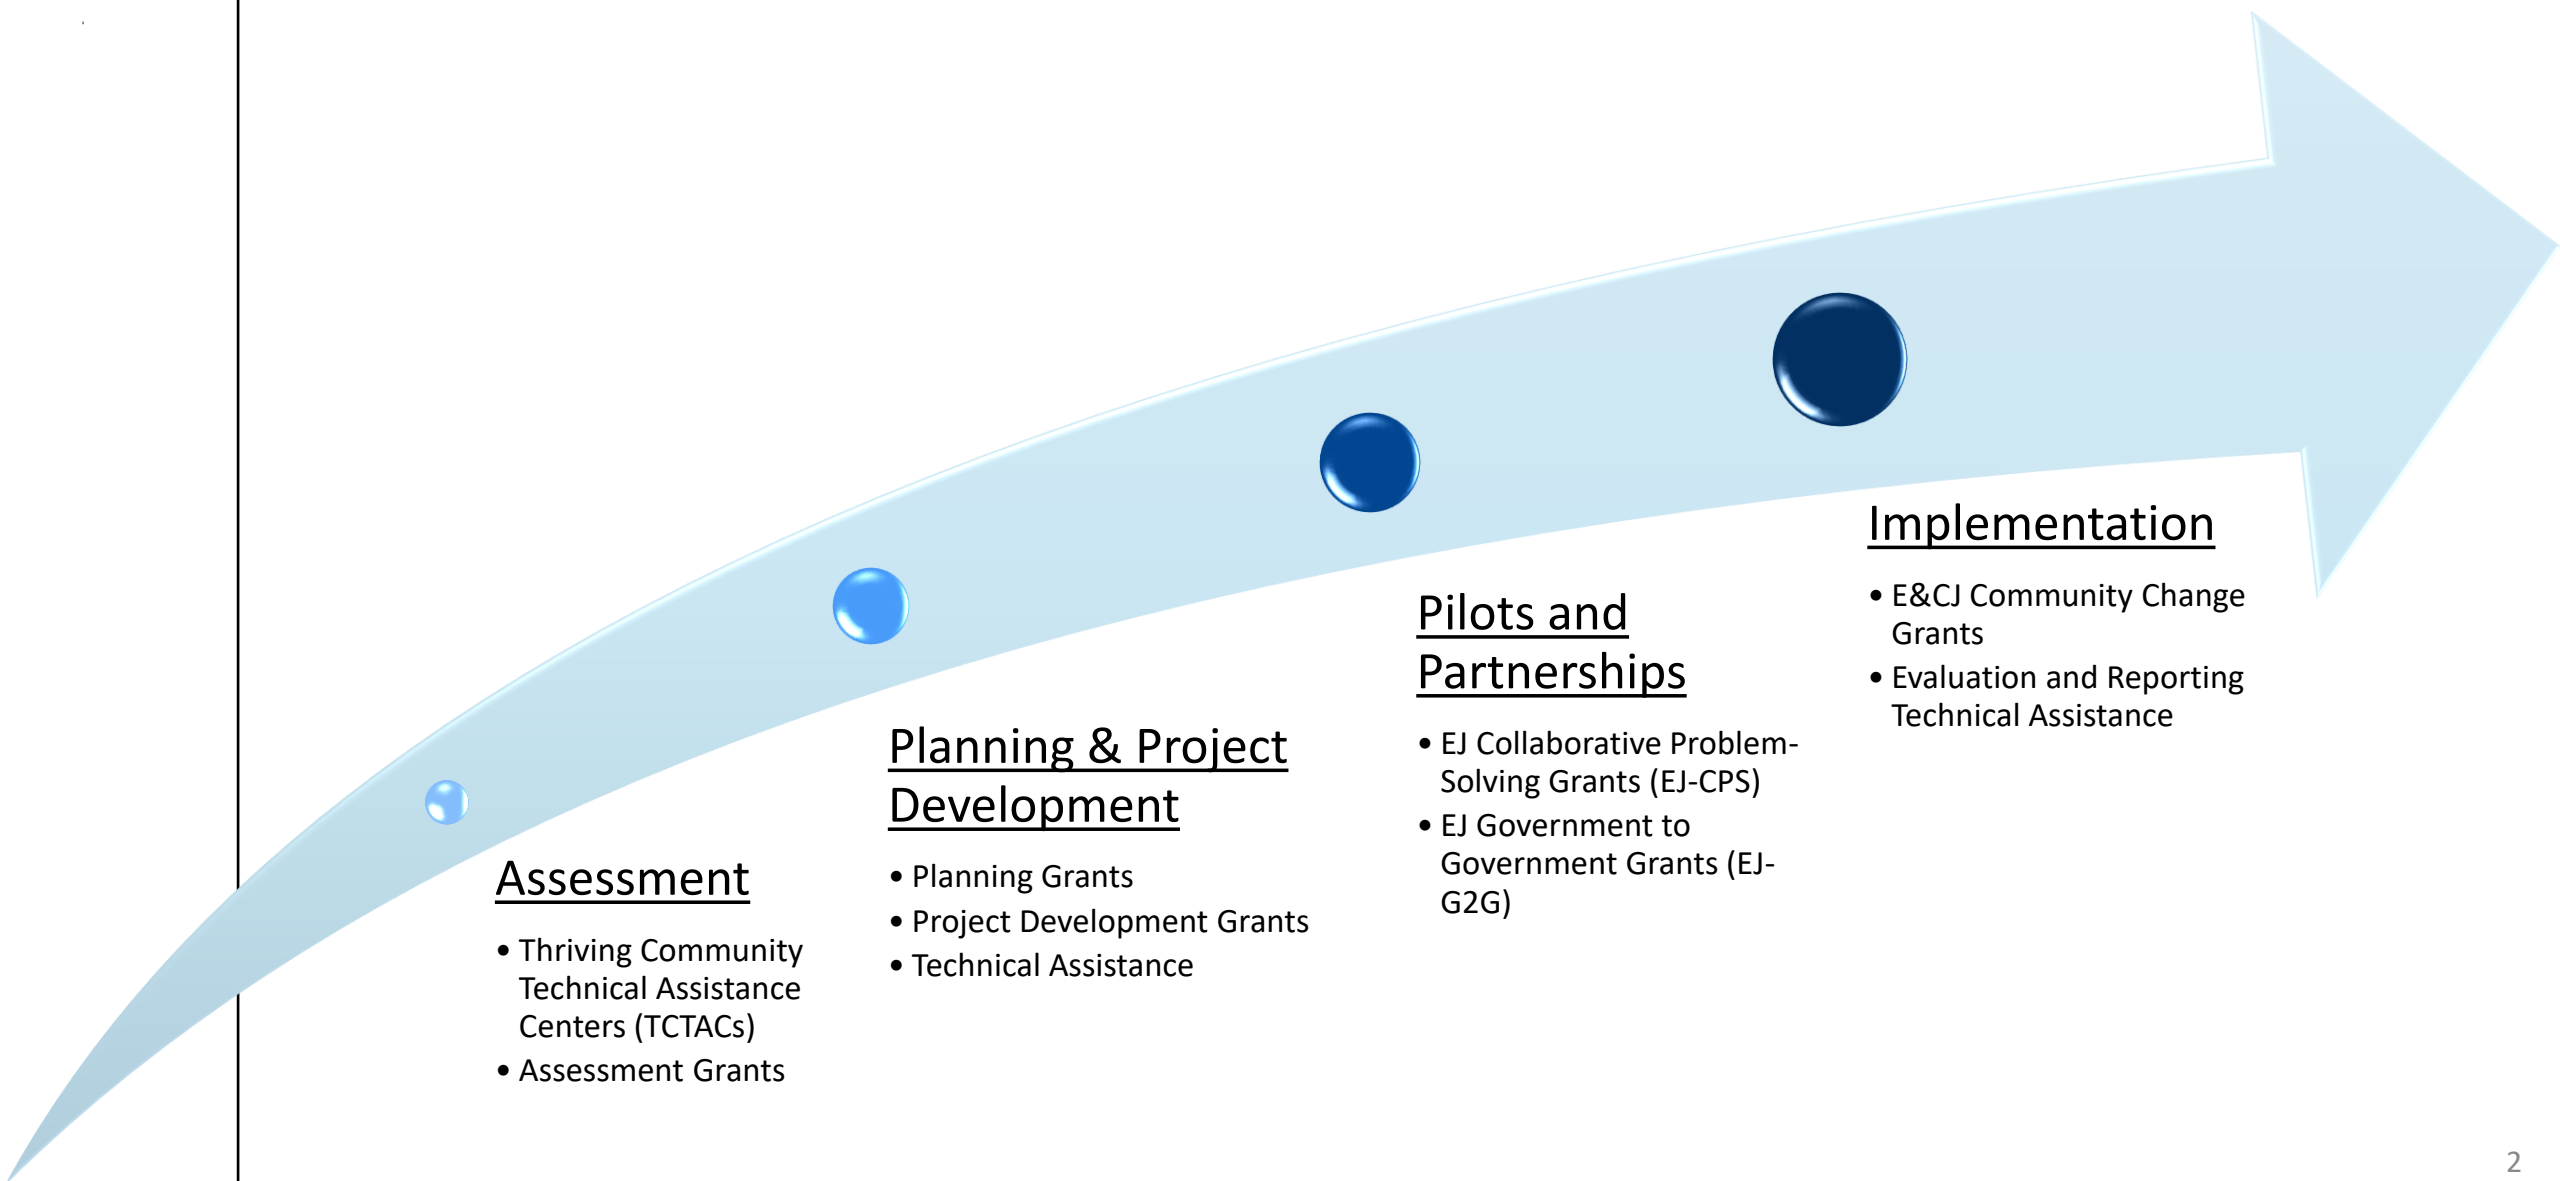 Assessment
• Thriving Community
Technical Assistance
Centers (TCTACs)
• Assessment Grants
Planning & Project
Development
• Planning Grants
• Project Development Grants
• Technical Assistance
Pilots and
Partnerships
• EJ Collaborative Problem-
Solving Grants (EJ-CPS)
• EJ Government to
Government Grants (EJ-
G2G)
Implementation
• E&CJ Community Change
Grants
• Evaluation and Reporting
Technical Assistance
2